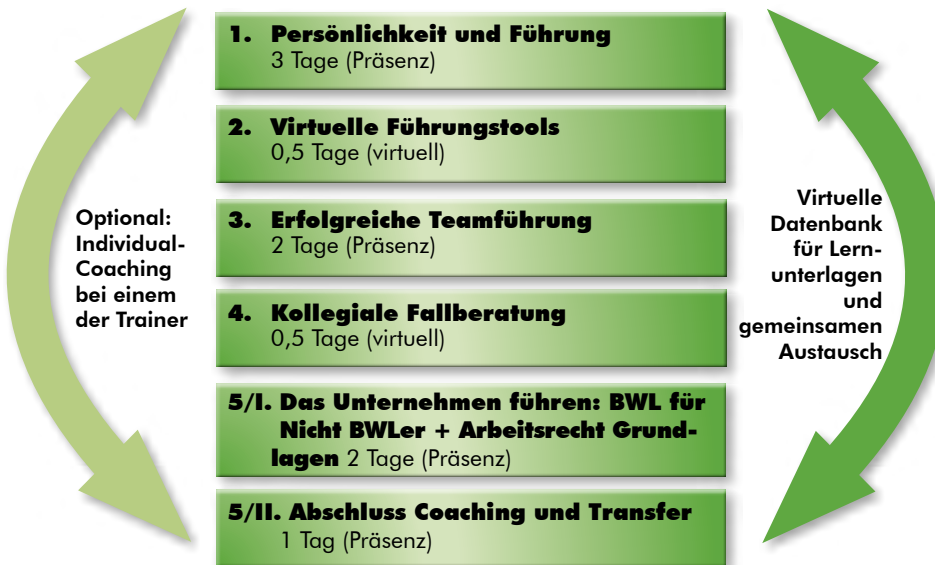 1. Persönlichkeit und Führung
3 Tage (Präsenz)
2. Virtuelle Führungstools
0,5 Tage (virtuell)
3. Erfolgreiche Teamführung
2 Tage (Präsenz)
4. Kollegiale Fallberatung
0,5 Tage (virtuell)
5/I. Das Unternehmen führen: BWL für
Nicht BWLer + Arbeitsrecht Grund-
lagen 2 Tage (Präsenz)
5/II. Abschluss Coaching und Transfer
1 Tag (Präsenz)
Optional:
Individual-
Coaching
bei einem
der Trainer
Virtuelle
Datenbank
für Lern-
unterlagen
und
gemeinsamen
Austausch